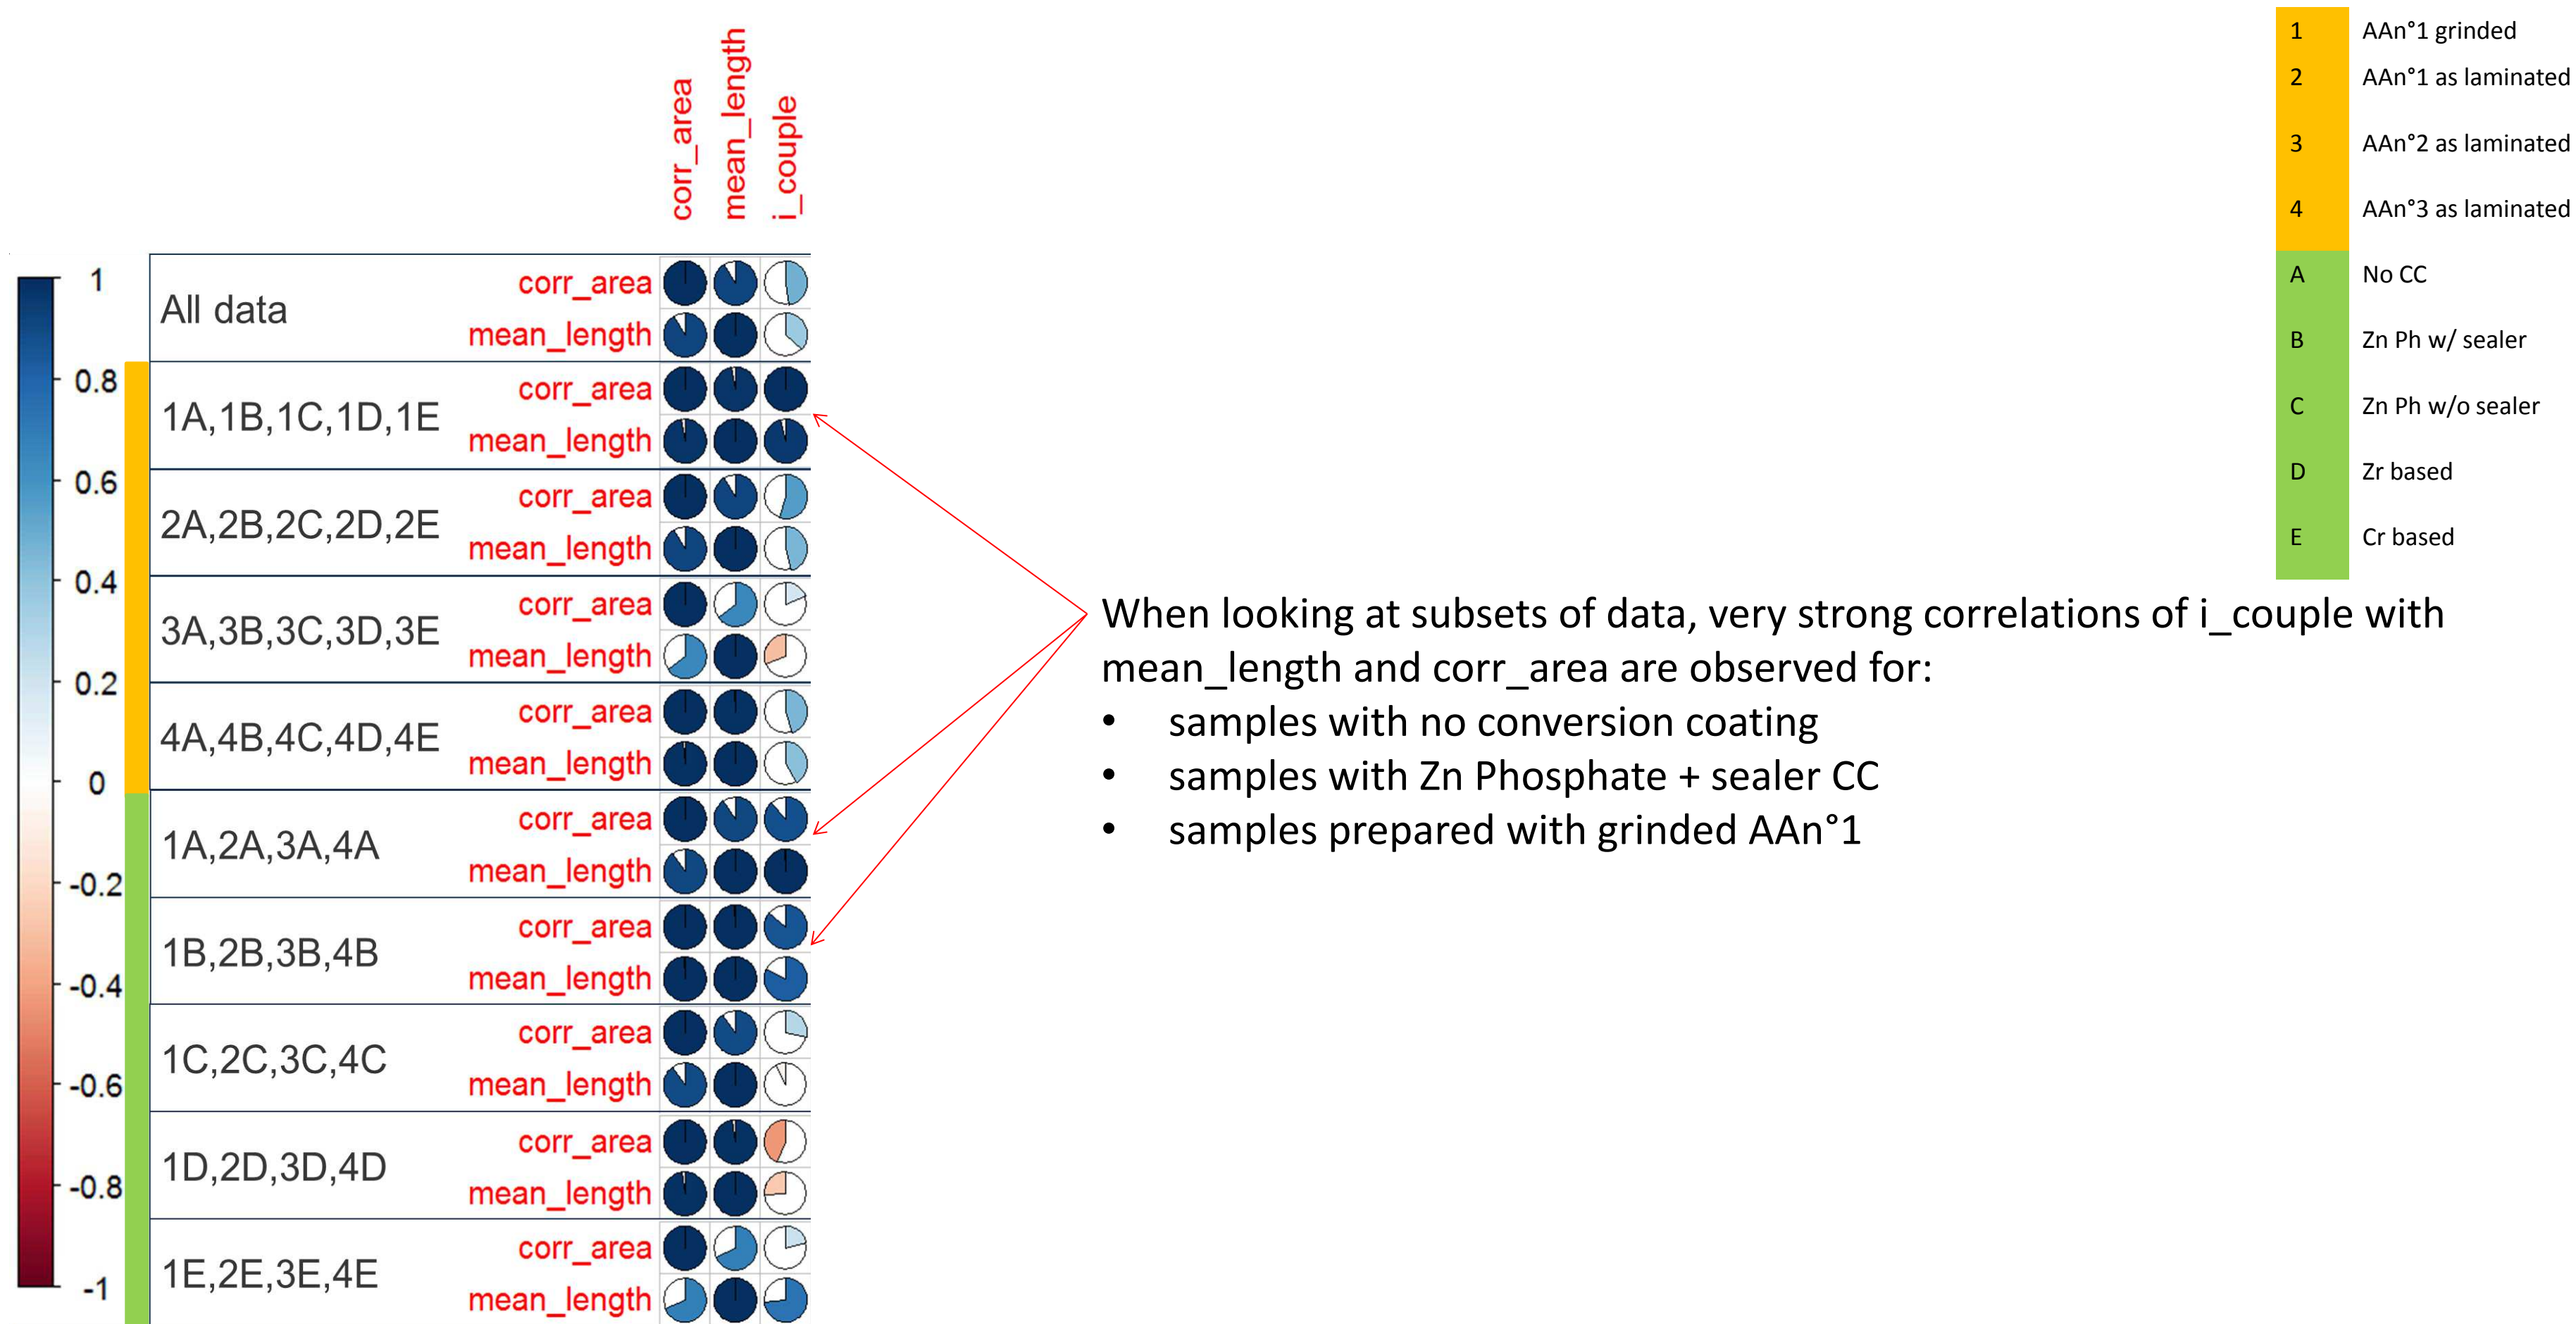 corr_area
mean_length
i_couple
1 AAn°1 grinded
2 AAn°1 as laminated
3 AAn°2 as laminated
4 AAn°3 as laminated
A No CC
B Zn Ph w/ sealer
C Zn Ph w/o sealer
D Zr based
E Cr based
1
0.8
0.6
0.4
0.2
0
-0.2
-0.4
-0.6
-0.8
-1
All data
corr_area
mean_length
1A,1B,1C,1D,1E
corr_area
mean_length
2A,2B,2C,2D,2E
corr_area
mean_length
3A,3B,3C,3D,3E
corr_area
mean_length
4A,4B,4C,4D,4E
corr_area
mean_length
1A,2A,3A,4A
corr_area
mean_length
1B,2B,3B,4B
corr_area
mean_length
1C,2C,3C,4C
corr_area
mean_length
1D,2D,3D,4D
corr_area
mean_length
1E,2E,3E,4E
corr_area
mean_length
When looking at subsets of data, very strong correlations of i_couple with
mean_length and corr_area are observed for:
• samples with no conversion coating
• samples with Zn Phosphate + sealer CC
• samples prepared with grinded AAn°1